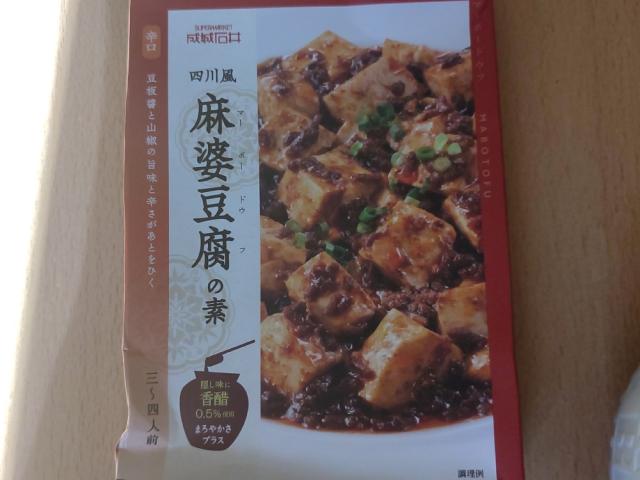 SUPERMARKET
成城石井
辛口
豆板醤と山椒の旨味と辛さがあとをひく
四川風
麻婆豆腐の素
マーボードウフ
隠し味に
香醋
0.5%使用
まろやかさ
プラス
三～四人前
MABOTOFU
調理例